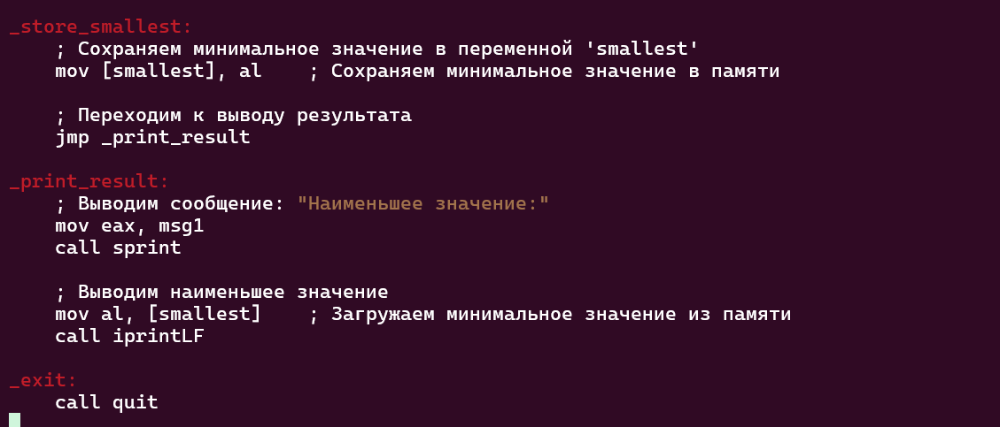 _store_smallest:
    ; Сохраняем минимальное значение в переменной 'smallest'
    mov [smallest], al    ; Сохраняем минимальное значение в памяти
    ; Переходим к выводу результата
    jmp _print_result
_print_result:
    ; Выводим сообщение: "Наименьшее значение:"
    mov eax, msg1
    call sprint
    ; Выводим наименьшее значение
    mov al, [smallest]    ; Загружаем минимальное значение из памяти
    call iprintLF
_exit:
    call quit